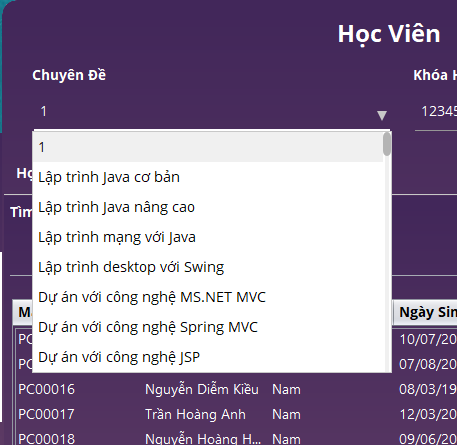 Học Viên
Chuyên Đề
Khóa H
1
12345
1
Lập trình Java cơ bản
Lập trình Java nâng cao
Lập trình mạng với Java
Lập trình desktop với Swing
Dự án với công nghệ MS.NET MVC
Dự án với công nghệ Spring MVC
Dự án với công nghệ JSP
Họ
Tìm
M
Ngày Sin
PC
10/07/20
PC
07/08/20
PC00016 Nguyễn Diễm Kiều Nam 08/03/19
PC00017 Trần Hoàng Anh Nam 12/03/20
PC00018 Nguyễn Hoàng H... Nam 09/06/20